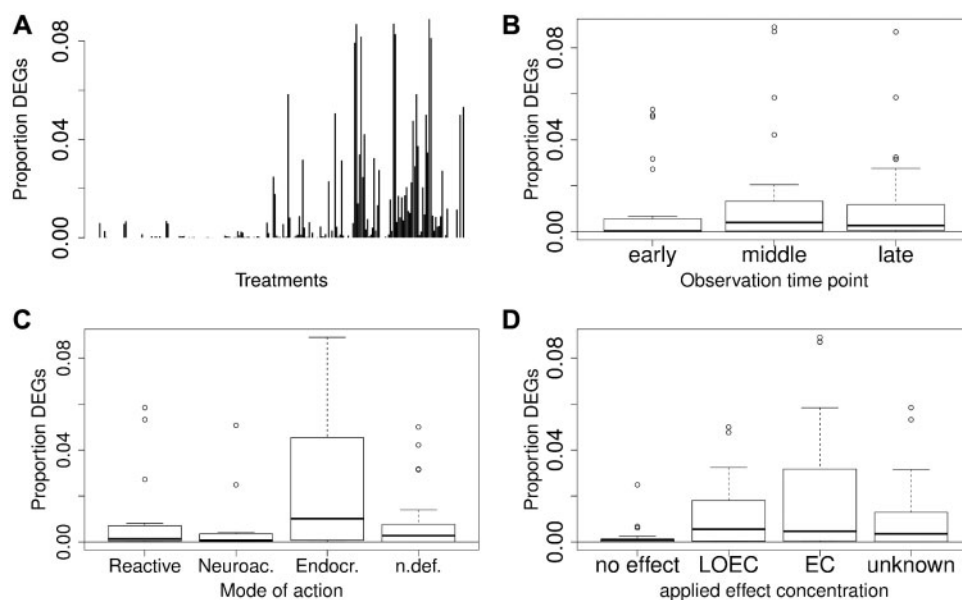 A
Proportion DEGs
0.08
0.04
0.00
Treatments
B
Proportion DEGs
0.08
0.04
0.00
early middle late
Observation time point
C
Proportion DEGs
0.08
0.04
0.00
Reactive Neuroac. Endocr. n.def.
Mode of action
D
Proportion DEGs
0.08
0.04
0.00
no effect LOEC EC unknown
applied effect concentration